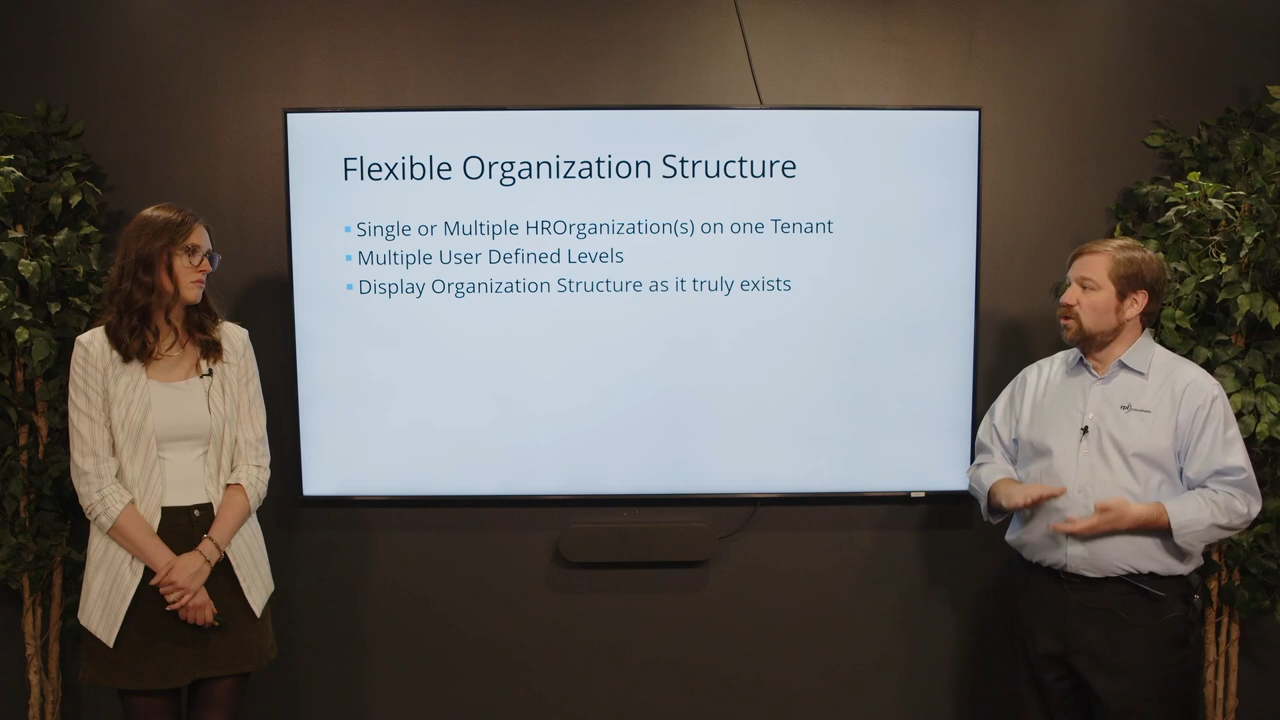 Flexible Organization Structure
Single or Multiple HROrganization(s) on one Tenant
Multiple User Defined Levels
Display Organization Structure as it truly exists
rpi